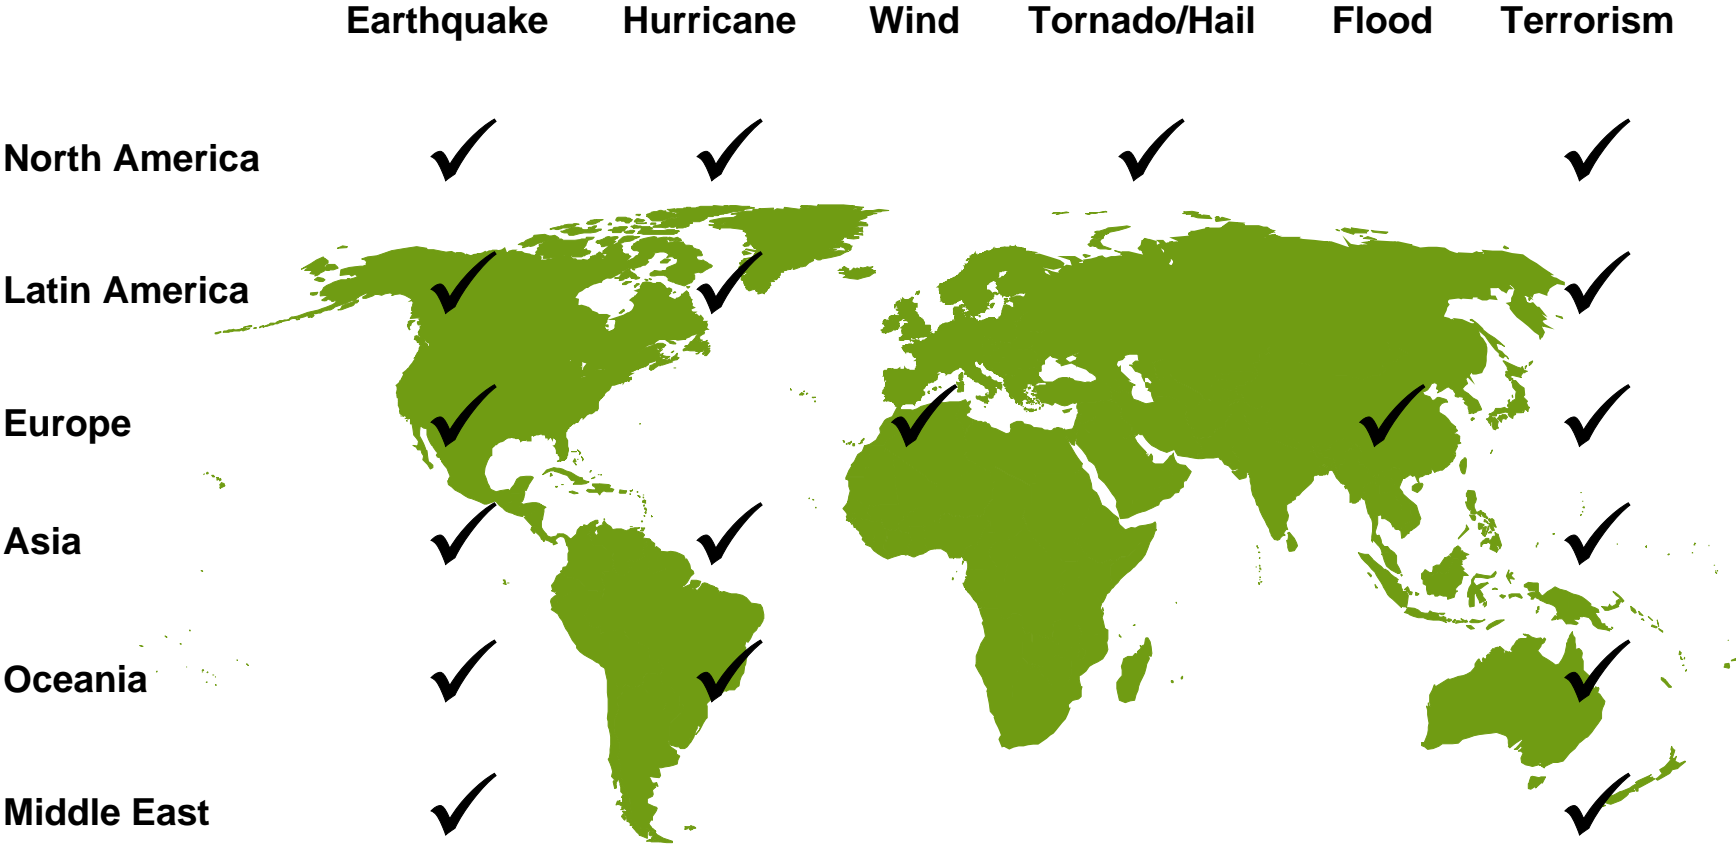 Earthquake Hurricane Wind Tornado/Hail Flood Terrorism
North America
Latin America
Europe
Asia
Oceania
Middle East